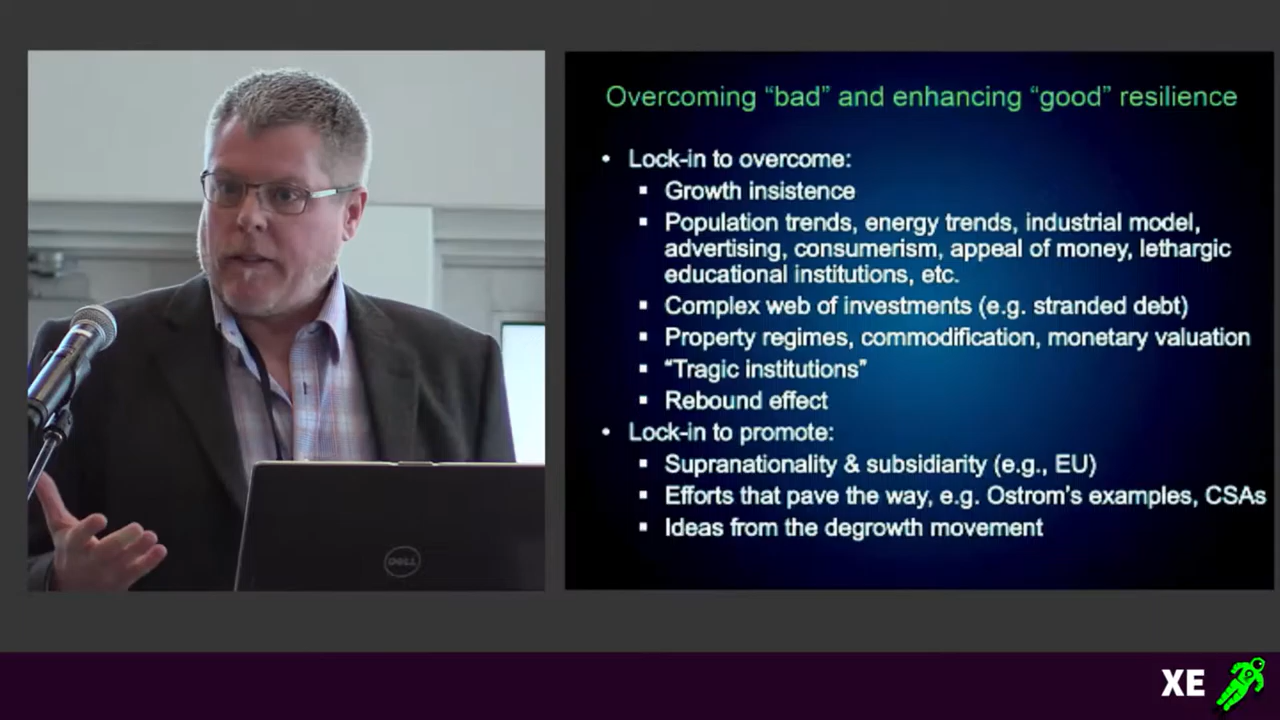 Overcoming “bad” and enhancing “good” resilience
• Lock-in to overcome:
▪ Growth insistence
▪ Population trends, energy trends, industrial model,
advertising, consumerism, appeal of money, lethargic
educational institutions, etc.
▪ Complex web of investments (e.g. stranded debt)
▪ Property regimes, commodification, monetary valuation
▪ “Tragic institutions”
▪ Rebound effect
• Lock-in to promote:
▪ Supranationality & subsidiarity (e.g., EU)
▪ Efforts that pave the way, e.g. Ostrom’s examples, CSAs
▪ Ideas from the degrowth movement
DELL
XE